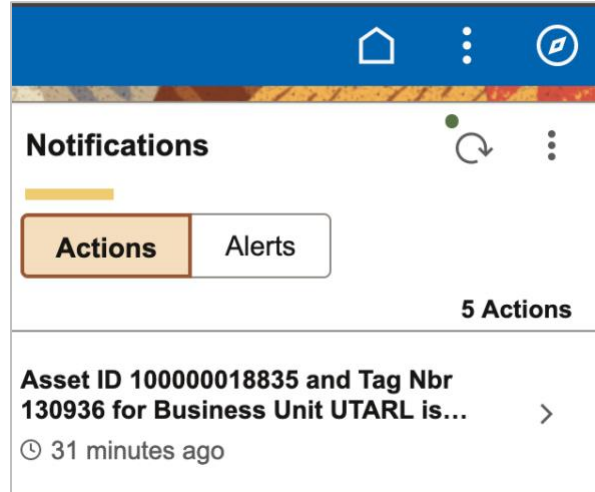 Notifications
Actions
Alerts
5 Actions
Asset ID 100000018835 and Tag Nbr
130936 for Business Unit UTARL is...
31 minutes ago